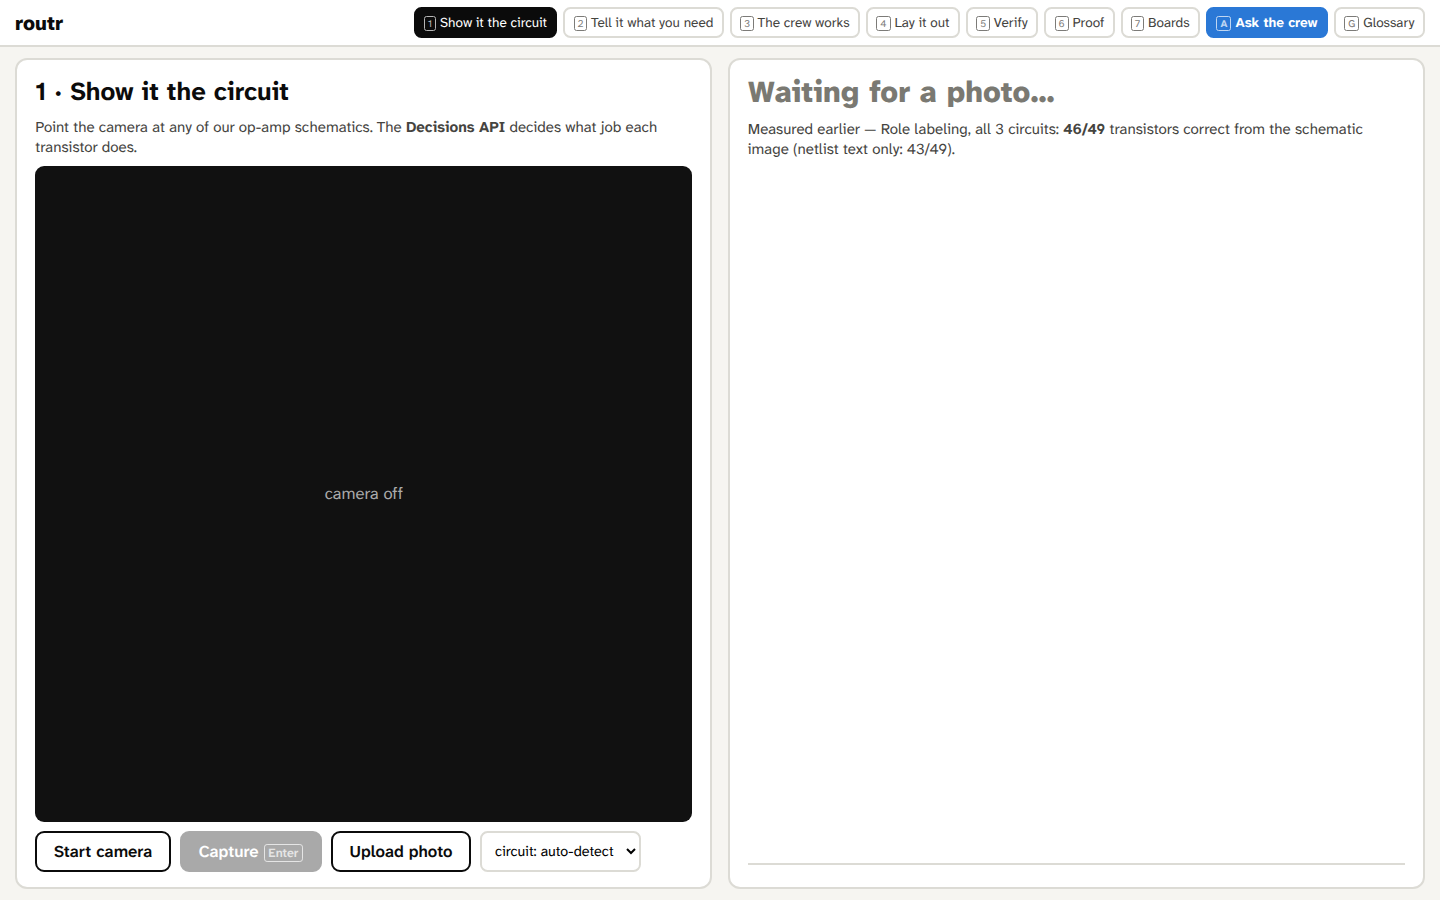 routr
1 Show it the circuit
2 Tell it what you need
3 The crew works
4 Lay it out
5 Verify
6 Proof
7 Boards
A Ask the crew
G Glossary
1 · Show it the circuit
Point the camera at any of our op-amp schematics. The Decisions API decides what job each
transistor does.
camera off
Start camera
Capture Enter
Upload photo
circuit: auto-detect
Waiting for a photo...
Measured earlier — Role labeling, all 3 circuits: 46/49 transistors correct from the schematic
image (netlist text only: 43/49).